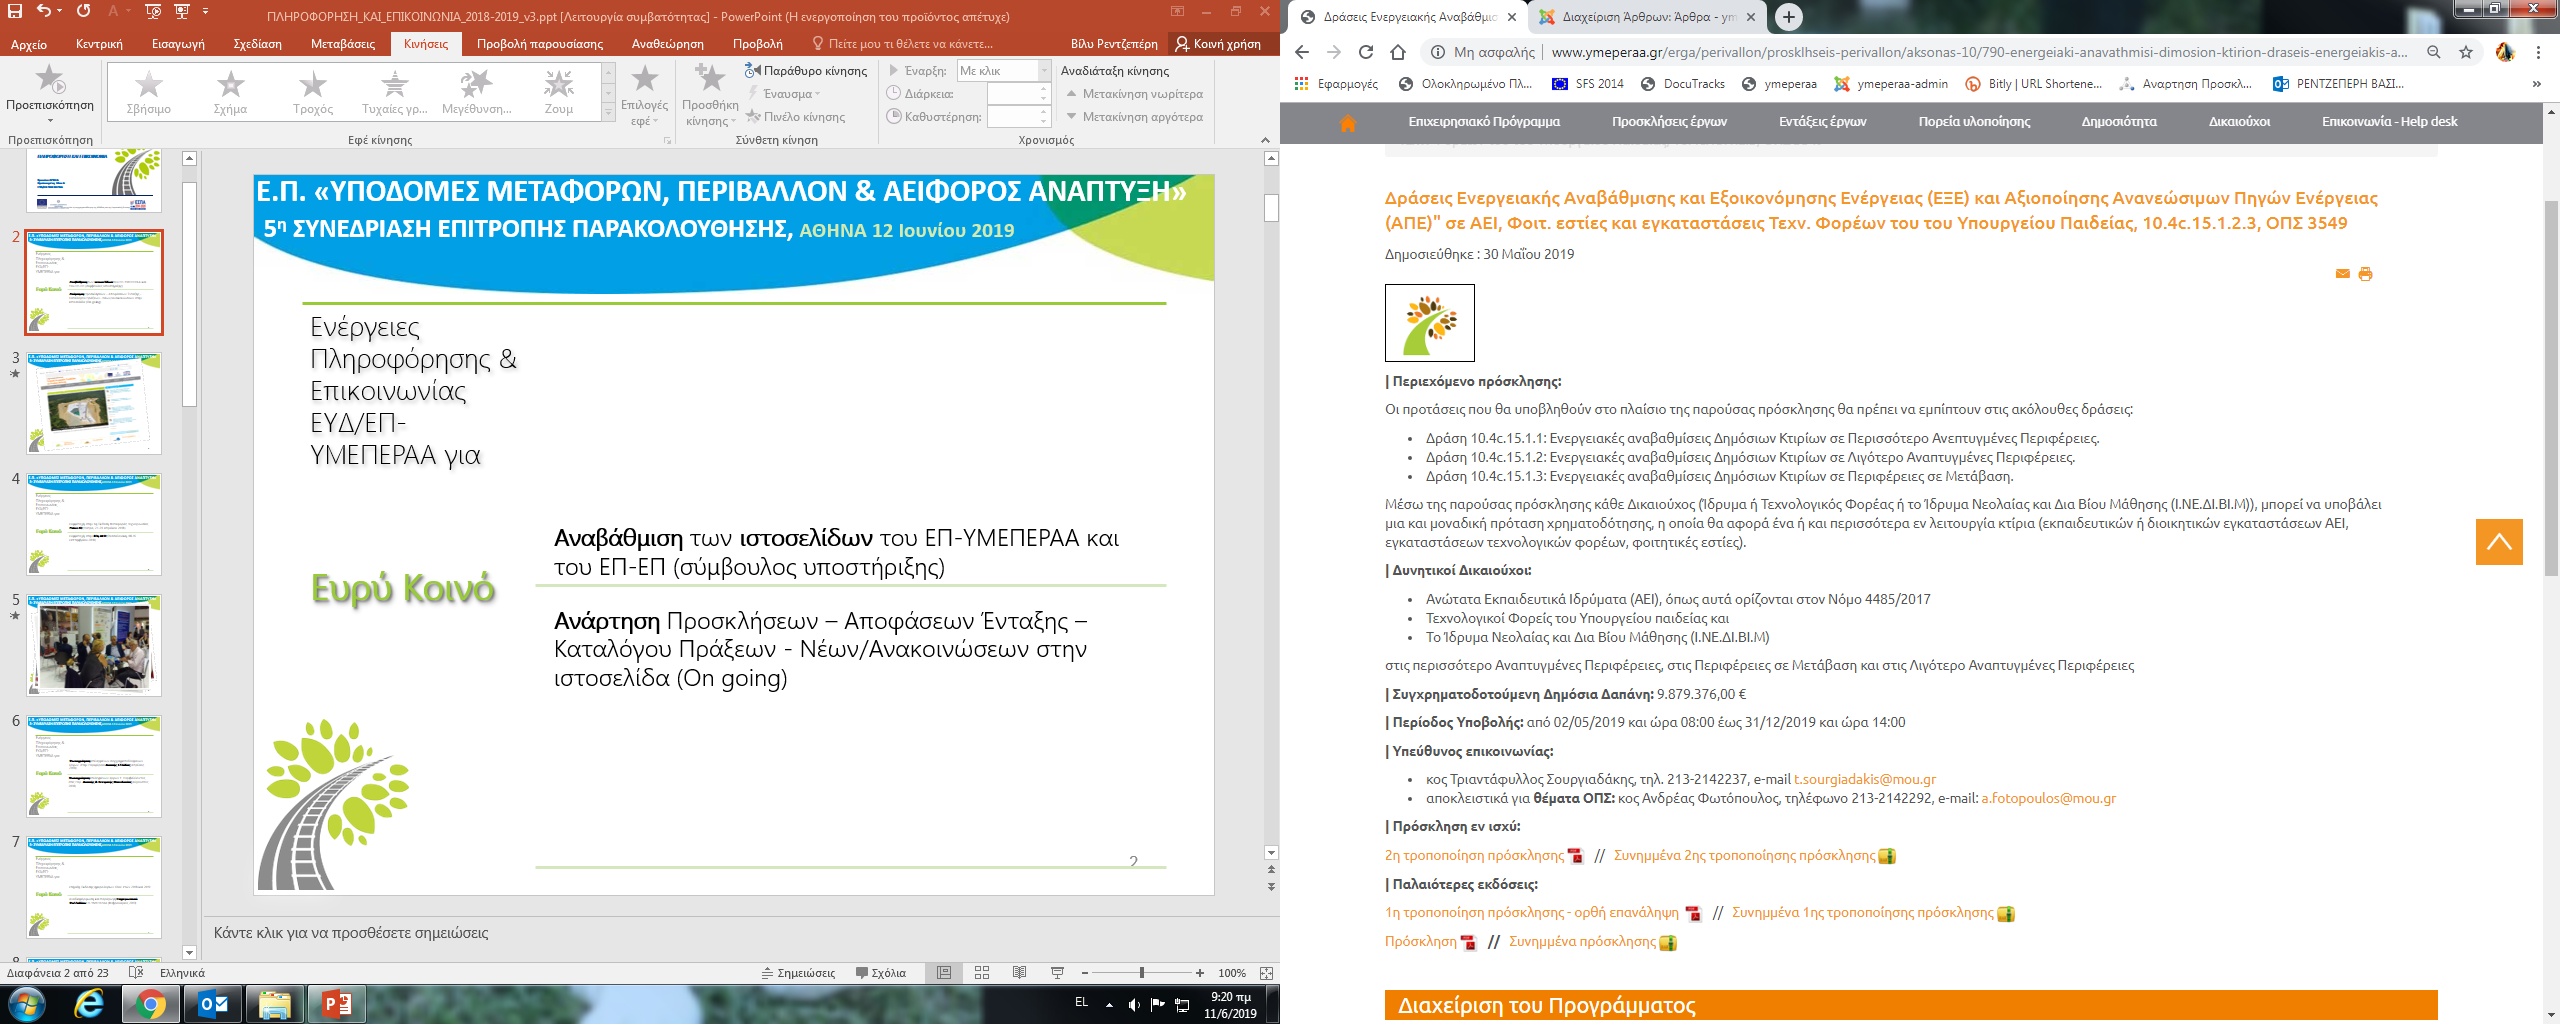 ΠΛΗΡΟΦΟΡΗΣΗ_ΚΑΙ_ΕΠΙΚΟΙΝΩΝΙΑ_2018-2019_v3.ppt [Λειτουργία συμβατότητας] - PowerPoint (Η ενεργοποίηση του προϊόντος απέτυχε)
Αρχείο Κεντρική Εισαγωγή Σχεδίαση Μεταβάσεις Κινήσεις Προβολή παρουσίασης Αναθεώρηση Προβολή Πείτε μου τι θέλετε να κάνετε... Βίλυ Ρεντζεπέρη Κοινή χρήση
Προεπισκόπηση
Σβήσιμο Σχήμα Τροχός Τυχαίες γρ... Μεγέθυνση... Ζουμ
Επιλογές εφέ
Προσθήκη κίνησης
Παράθυρο κίνησης
Έναυσμα
Πινέλο κίνησης
Έναρξη: Με κλικ
Διάρκεια:
Καθυστέρηση:
Αναδιάταξη κίνησης
Μετακίνηση νωρίτερα
Μετακίνηση αργότερα
Προεπισκόπηση Εφέ κίνησης Σύνθετη κίνηση Χρονισμός
2
3
4
5
6
7
8
Ε.Π. «ΥΠΟΔΟΜΕΣ ΜΕΤΑΦΟΡΩΝ, ΠΕΡΙΒΑΛΛΟΝ & ΑΕΙΦΟΡΟΣ ΑΝΑΠΤΥΞΗ»
5η ΣΥΝΕΔΡΙΑΣΗ ΕΠΙΤΡΟΠΗΣ ΠΑΡΑΚΟΛΟΥΘΗΣΗΣ, ΑΘΗΝΑ 12 Ιουνίου 2019
Ενέργειες
Πληροφόρησης &
Επικοινωνίας
ΕΥΔ/ΕΠ-
ΥΜΕΠΕΡΑΑ για
Ευρύ Κοινό
Αναβάθμιση των ιστοσελίδων του ΕΠ-ΥΜΕΠΕΡΑΑ και
του ΕΠ-ΕΠ (σύμβουλος υποστήριξης)
Ανάρτηση Προσκλήσεων – Αποφάσεων Ένταξης –
Καταλόγου Πράξεων - Νέων/Ανακοινώσεων στην
ιστοσελίδα (On going)
2
Κάντε κλικ για να προσθέσετε σημειώσεις
Διαφάνεια 2 από 23 Ελληνικά Σημειώσεις Σχόλια 100%
EL 9:20 πμ
11/6/2019
Δράσεις Ενεργειακής Αναβάθμισ Διαχείριση Άρθρων: Άρθρα - ym
Μη ασφαλής www.ymeperaa.gr/erga/perivallon/prosklhseis-perivallon/aksonas-10/790-energeiaki-anavathmisi-dimosion-ktirion-draseis-energeiakis-a...
Εφαρμογές Ολοκληρωμένο Πλ... SFS 2014 DocuTracks ymeperaa ymeperaa-admin Bitly | URL Shortene... Αναρτηση Προσκλ... ΡΕΝΤΖΕΠΕΡΗ ΒΑΣΙ...
Επιχειρησιακό Πρόγραμμα Προσκλήσεις έργων Εντάξεις έργων Πορεία υλοποίησης Δημοσιότητα Δικαιούχοι Επικοινωνία - Help desk
Δράσεις Ενεργειακής Αναβάθμισης και Εξοικονόμησης Ενέργειας (ΕΞΕ) και Αξιοποίησης Ανανεώσιμων Πηγών Ενέργειας
(ΑΠΕ)" σε ΑΕΙ, Φοιτ. εστίες και εγκαταστάσεις Τεχν. Φορέων του του Υπουργείου Παιδείας, 10.4c.15.1.2.3, ΟΠΣ 3549
Δημοσιεύθηκε : 30 Μαΐου 2019
| Περιεχόμενο πρόσκλησης:
Οι προτάσεις που θα υποβληθούν στο πλαίσιο της παρούσας πρόσκλησης θα πρέπει να εμπίπτουν στις ακόλουθες δράσεις:
• Δράση 10.4c.15.1.1: Ενεργειακές αναβαθμίσεις Δημόσιων Κτιρίων σε Περισσότερο Ανεπτυγμένες Περιφέρειες.
• Δράση 10.4c.15.1.2: Ενεργειακές αναβαθμίσεις Δημόσιων Κτιρίων σε Λιγότερο Αναπτυγμένες Περιφέρειες.
• Δράση 10.4c.15.1.3: Ενεργειακές αναβαθμίσεις Δημόσιων Κτιρίων σε Περιφέρειες σε Μετάβαση.
Μέσω της παρούσας πρόσκλησης κάθε Δικαιούχος (Ίδρυμα ή Τεχνολογικός Φορέας ή το Ίδρυμα Νεολαίας και Δια Βίου Μάθησης (Ι.ΝΕ.ΔΙ.ΒΙ.Μ)), μπορεί να υποβάλει
μια και μοναδική πρόταση χρηματοδότησης, η οποία θα αφορά ένα ή και περισσότερα εν λειτουργία κτίρια (εκπαιδευτικών ή διοικητικών εγκαταστάσεων ΑΕΙ,
εγκαταστάσεων τεχνολογικών φορέων, φοιτητικές εστίες).
| Δυνητικοί Δικαιούχοι:
• Ανώτατα Εκπαιδευτικά Ιδρύματα (ΑΕΙ), όπως αυτά ορίζονται στον Νόμο 4485/2017
• Τεχνολογικοί Φορείς του Υπουργείου παιδείας και
• Το Ίδρυμα Νεολαίας και Δια Βίου Μάθησης (Ι.ΝΕ.ΔΙ.ΒΙ.Μ)
στις περισσότερο Αναπτυγμένες Περιφέρειες, στις Περιφέρειες σε Μετάβαση και στις Λιγότερο Αναπτυγμένες Περιφέρειες
| Συγχρηματοδοτούμενη Δημόσια Δαπάνη: 9.879.376,00 €
| Περίοδος Υποβολής: από 02/05/2019 και ώρα 08:00 έως 31/12/2019 και ώρα 14:00
| Υπεύθυνος επικοινωνίας:
• κος Τριαντάφυλλος Σουργιαδάκης, τηλ. 213-2142237, e-mail t.sourgiadakis@mou.gr
• αποκλειστικά για θέματα ΟΠΣ: κος Ανδρέας Φωτόπουλος, τηλέφωνο 213-2142292, e-mail: a.fotopoulos@mou.gr
| Πρόσκληση εν ισχύ:
2η τροποποίηση πρόσκλησης // Συνημμένα 2ης τροποποίησης πρόσκλησης
| Παλαιότερες εκδόσεις:
1η τροποποίηση πρόσκλησης - ορθή επανάληψη // Συνημμένα 1ης τροποποίησης πρόσκλησης
Πρόσκληση // Συνημμένα πρόσκλησης
Διαχείριση του Προγράμματος